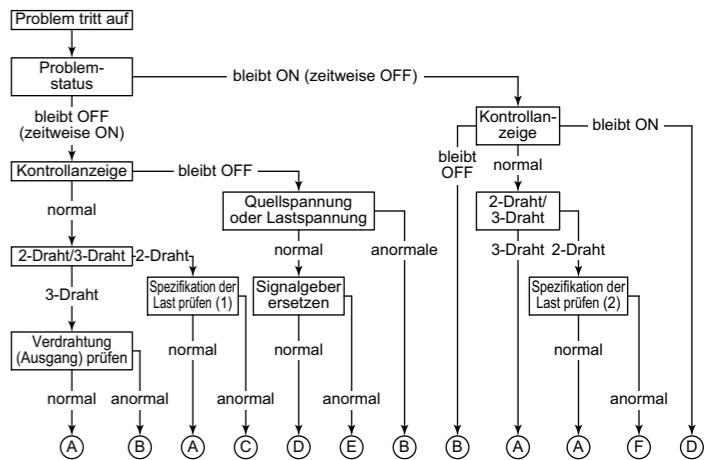 Problem tritt auf
Problem-
status
bleibt ON (zeitweise OFF)
bleibt OFF
(zeitweise ON)
Kontrollan-
zeige
bleibt ON
bleibt
OFF
normal
Kontrollanzeige
bleibt OFF
normal
Quellspannung
oder Lastspannung
2-Draht/
3-Draht
normal
anormale
3-Draht
2-Draht
2-Draht/3-Draht
2-Draht
3-Draht
Spezifikation der
Last prüfen (1)
Signalgeber
ersetzen
Spezifikation der
Last prüfen (2)
Verdrahtung
(Ausgang) prüfen
normal
normal
anormal
normal
normal
anormal
anormal
normal
anormal
anormal
A
B
A
C
D
E
B
B
A
A
F
D